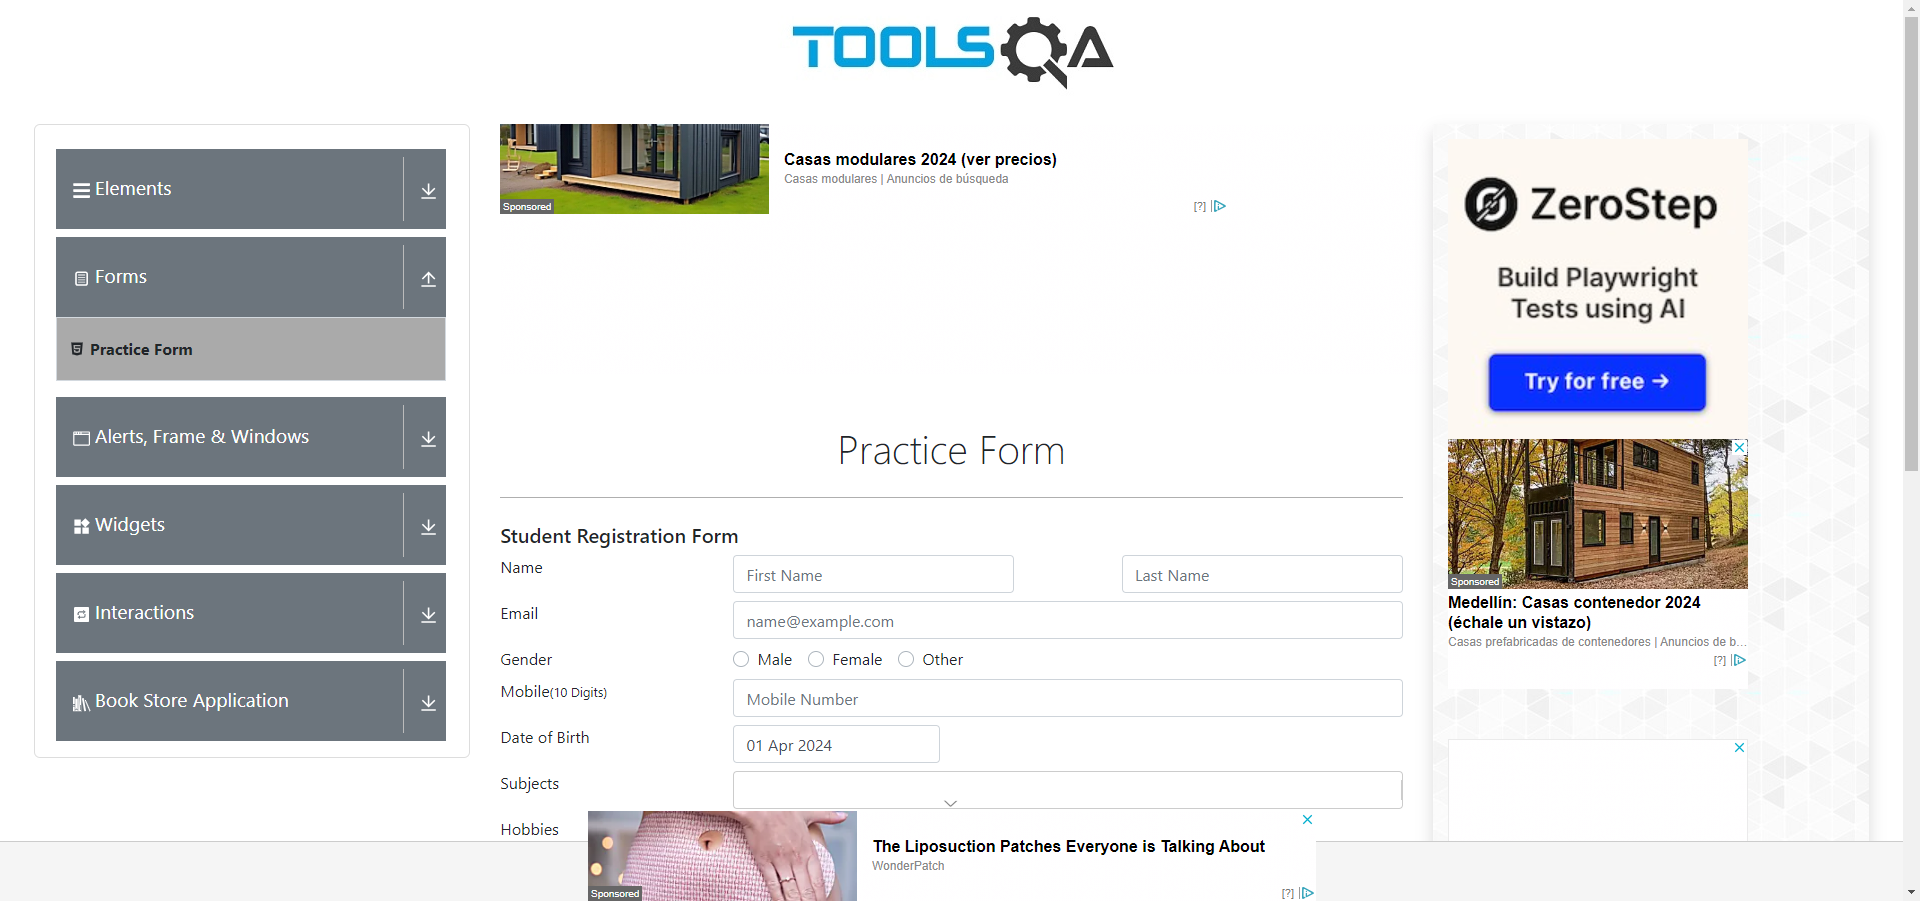 TOOLSQA
Elements
Forms
Practice Form
Alerts, Frame & Windows
Widgets
Interactions
Book Store Application
Sponsored
Casas modulares 2024 (ver precios)
Casas modulares | Anuncios de búsqueda
[?]
Practice Form
Student Registration Form
Name
First Name
Last Name
Email
name@example.com
Gender
Male
Female
Other
Mobile(10 Digits)
Mobile Number
Date of Birth
01 Apr 2024
Subjects
Hobbies
Sponsored
The Liposuction Patches Everyone is Talking About
WonderPatch
[?]
ZeroStep
Build Playwright
Tests using AI
Try for free →
Sponsored
Medellín: Casas contenedor 2024
(échale un vistazo)
Casas prefabricadas de contenedores | Anuncios de b...
[?]